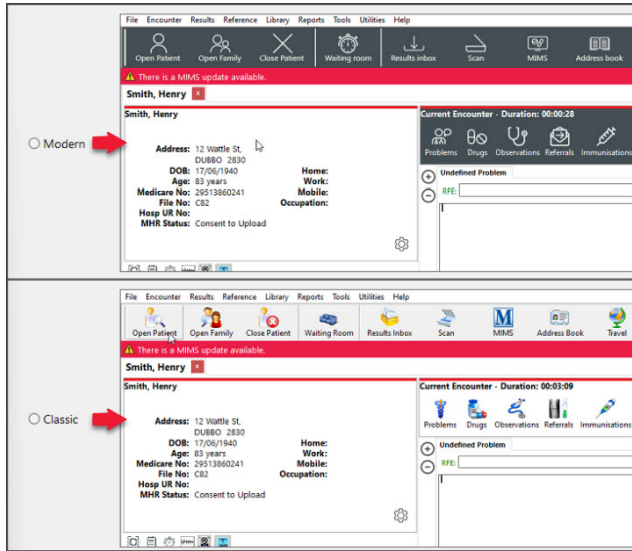 File Encounter Results Reference Library Reports Tools Utilities Help
Open Patient Open Family Close Patient Waiting room Results inbox Scan MIMS Address book
There is a MIMS update available.
Smith, Henry x
Smith, Henry
Current Encounter - Duration: 00:00:28
Address: 12 Wattle St,
DUBBO 2830
DOB: 17/06/1940 Home:
Age: 83 years Work:
Medicare No: 29513860241 Mobile:
File No: C82 Occupation:
Hosp UR No:
MHR Status: Consent to Upload
Problems Drugs Observations Referrals Immunisations
Undefined Problem
RFE:
Modern
File Encounter Results Reference Library Reports Tools Utilities Help
Open Patient Open Family Close Patient Waiting Room Results Inbox Scan MIMS Address Book Travel
There is a MIMS update available.
Smith, Henry x
Smith, Henry
Current Encounter - Duration: 00:03:09
Address: 12 Wattle St,
DUBBO 2830
DOB: 17/06/1940 Home:
Age: 83 years Work:
Medicare No: 29513860241 Mobile:
File No: C82 Occupation:
Hosp UR No:
MHR Status: Consent to Upload
Problems Drugs Observations Referrals Immunisations
Undefined Problem
RFE:
Classic